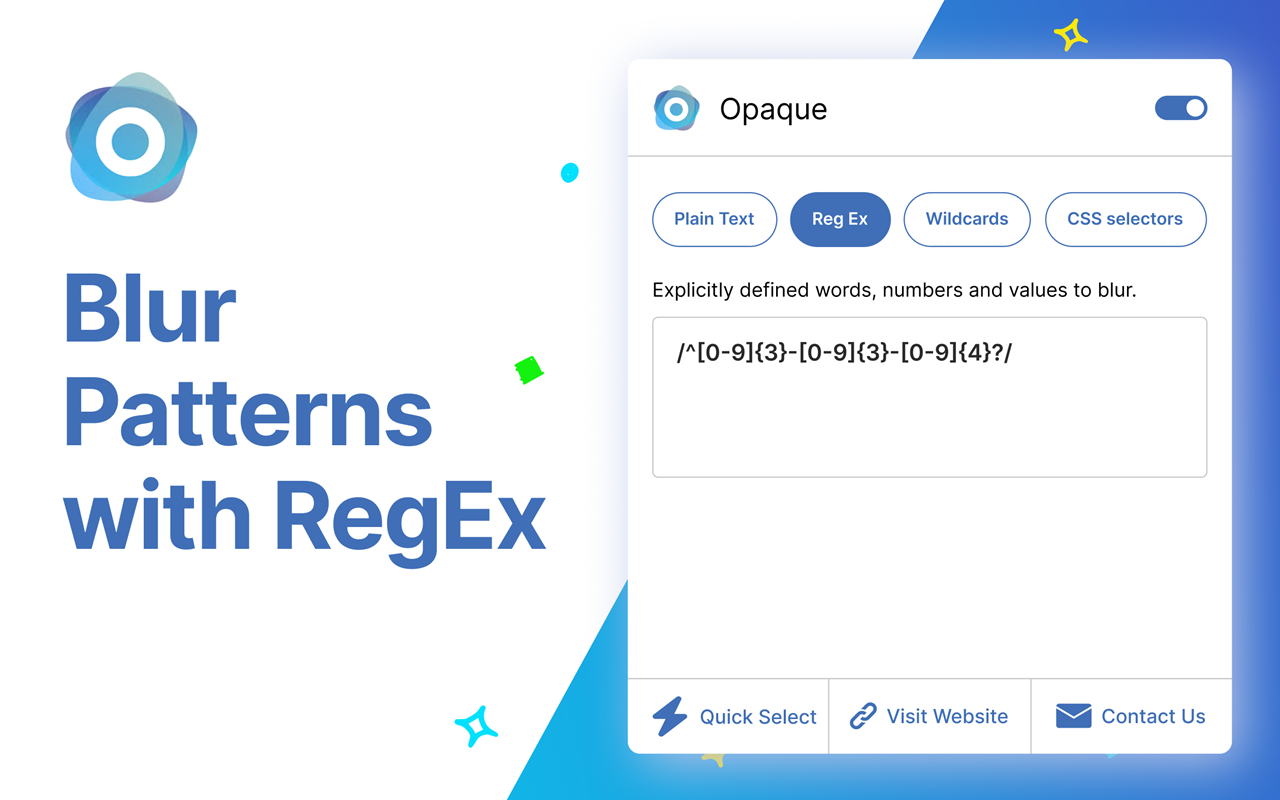 Blur
Patterns
with RegEx
Opaque
Plain Text
Reg Ex
Wildcards
CSS selectors
Explicitly defined words, numbers and values to blur.
/^[0-9]{3}-[0-9]{3}-[0-9]{4}?/
Quick Select
Visit Website
Contact Us